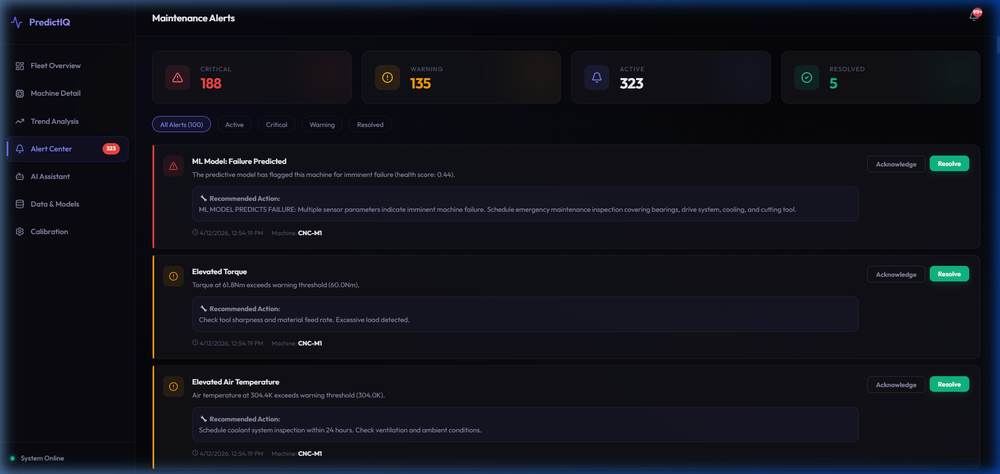 PredictIQ
Maintenance Alerts
99+
Fleet Overview
Machine Detail
Trend Analysis
Alert Center
323
AI Assistant
Data & Models
Calibration
System Online
CRITICAL
188
WARNING
135
ACTIVE
323
RESOLVED
5
All Alerts (100)
Active
Critical
Warning
Resolved
ML Model: Failure Predicted
The predictive model has flagged this machine for imminent failure (health score: 0.44).
Recommended Action:
ML MODEL PREDICTS FAILURE: Multiple sensor parameters indicate imminent machine failure. Schedule emergency maintenance inspection covering bearings, drive system, cooling, and cutting tool.
4/12/2026, 12:54:19 PM Machine: CNC-M1
Acknowledge
Resolve
Elevated Torque
Torque at 61.8Nm exceeds warning threshold (60.0Nm).
Recommended Action:
Check tool sharpness and material feed rate. Excessive load detected.
4/12/2026, 12:54:19 PM Machine: CNC-M1
Acknowledge
Resolve
Elevated Air Temperature
Air temperature at 304.4K exceeds warning threshold (304.0K).
Recommended Action:
Schedule coolant system inspection within 24 hours. Check ventilation and ambient conditions.
4/12/2026, 12:54:19 PM Machine: CNC-M1
Acknowledge
Resolve